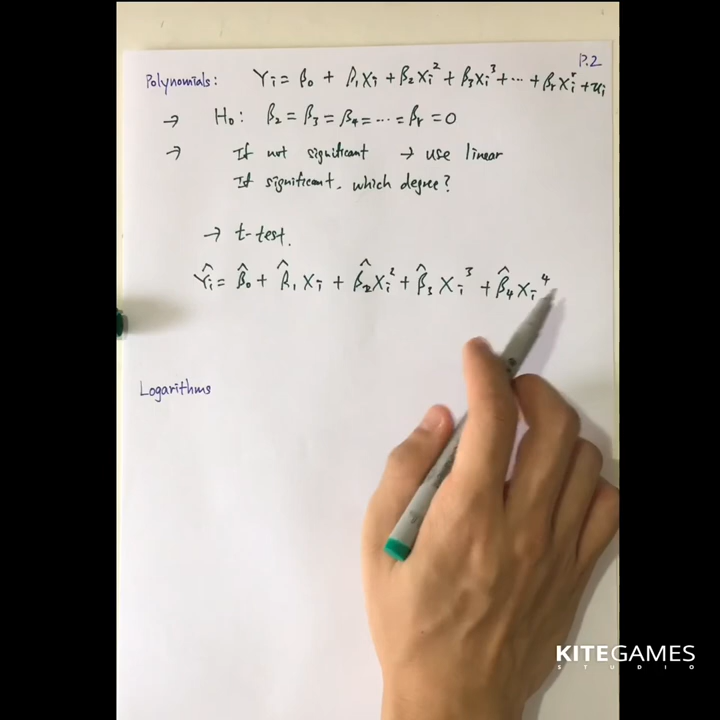 P.2
Polynomials: Yi = β₀ + β₁Xi + β₂Xi² + β₃Xi³ + ... + βrXiʳ + ui
→ H₀: β₂ = β₃ = β₄ = ... = βr = 0
→ If not significant → use linear
If significant, which degree?
→ t-test.
Ŷi = β̂₀ + β̂₁Xi + β̂₂Xi² + β̂₃Xi³ + β̂₄Xi⁴
Logarithms
KITEGAMES
STUDIO